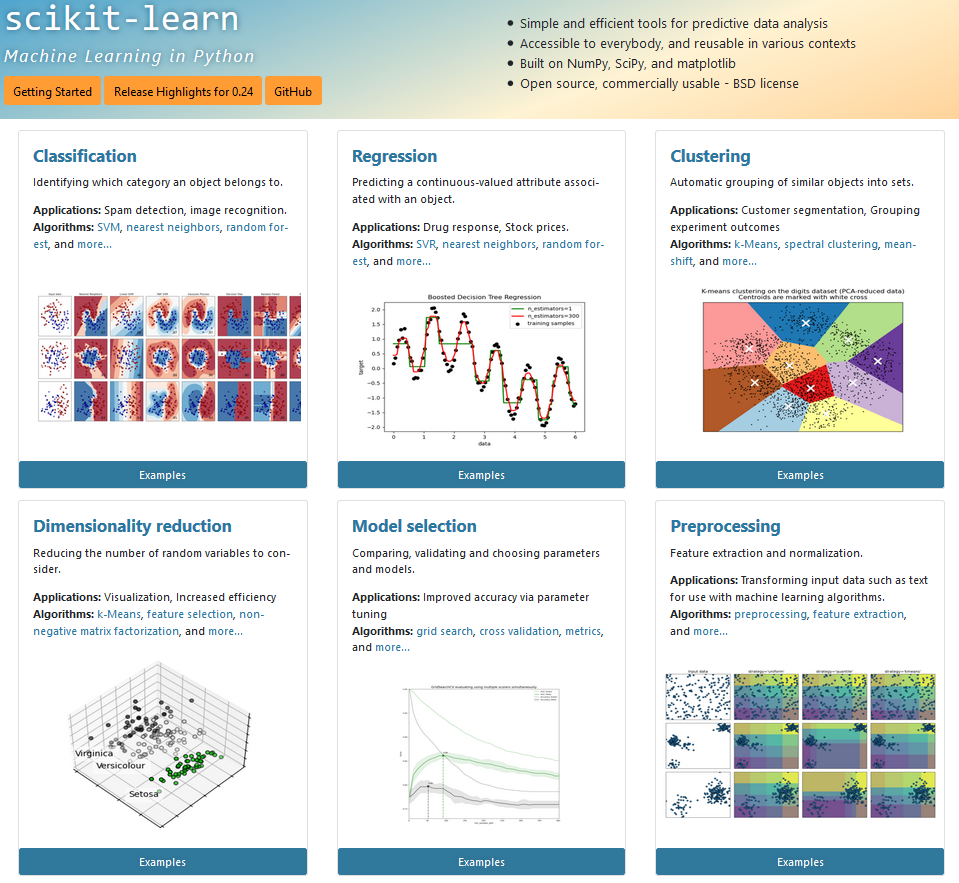 scikit-learn
Machine Learning in Python
Getting Started
Release Highlights for 0.24
GitHub
Simple and efficient tools for predictive data analysis
Accessible to everybody, and reusable in various contexts
Built on NumPy, SciPy, and matplotlib
Open source, commercially usable - BSD license
Classification
Identifying which category an object belongs to.
Applications: Spam detection, image recognition.
Algorithms: SVM, nearest neighbors, random for-
est, and more...
Examples
Regression
Predicting a continuous-valued attribute associ-
ated with an object.
Applications: Drug response, Stock prices.
Algorithms: SVR, nearest neighbors, random for-
est, and more...
Boosted Decision Tree Regression
n_estimators=1
n_estimators=300
training samples
2.0
1.5
1.0
0.5
0.0
−0.5
−1.0
−1.5
−2.0
target
0 1 2 3 4 5 6
data
Examples
Clustering
Automatic grouping of similar objects into sets.
Applications: Customer segmentation, Grouping
experiment outcomes
Algorithms: k-Means, spectral clustering, mean-
shift, and more...
K-means clustering on the digits dataset (PCA-reduced data)
Centroids are marked with white cross
Examples
Dimensionality reduction
Reducing the number of random variables to con-
sider.
Applications: Visualization, Increased efficiency
Algorithms: k-Means, feature selection, non-
negative matrix factorization, and more...
Virginica
Versicolour
Setosa
Examples
Model selection
Comparing, validating and choosing parameters
and models.
Applications: Improved accuracy via parameter
tuning
Algorithms: grid search, cross validation, metrics,
and more...
GridSearchCV evaluating using multiple scorers simultaneously
Examples
Preprocessing
Feature extraction and normalization.
Applications: Transforming input data such as text
for use with machine learning algorithms.
Algorithms: preprocessing, feature extraction,
and more...
Input data
strategy='uniform'
strategy='quantile'
strategy='kmeans'
Examples